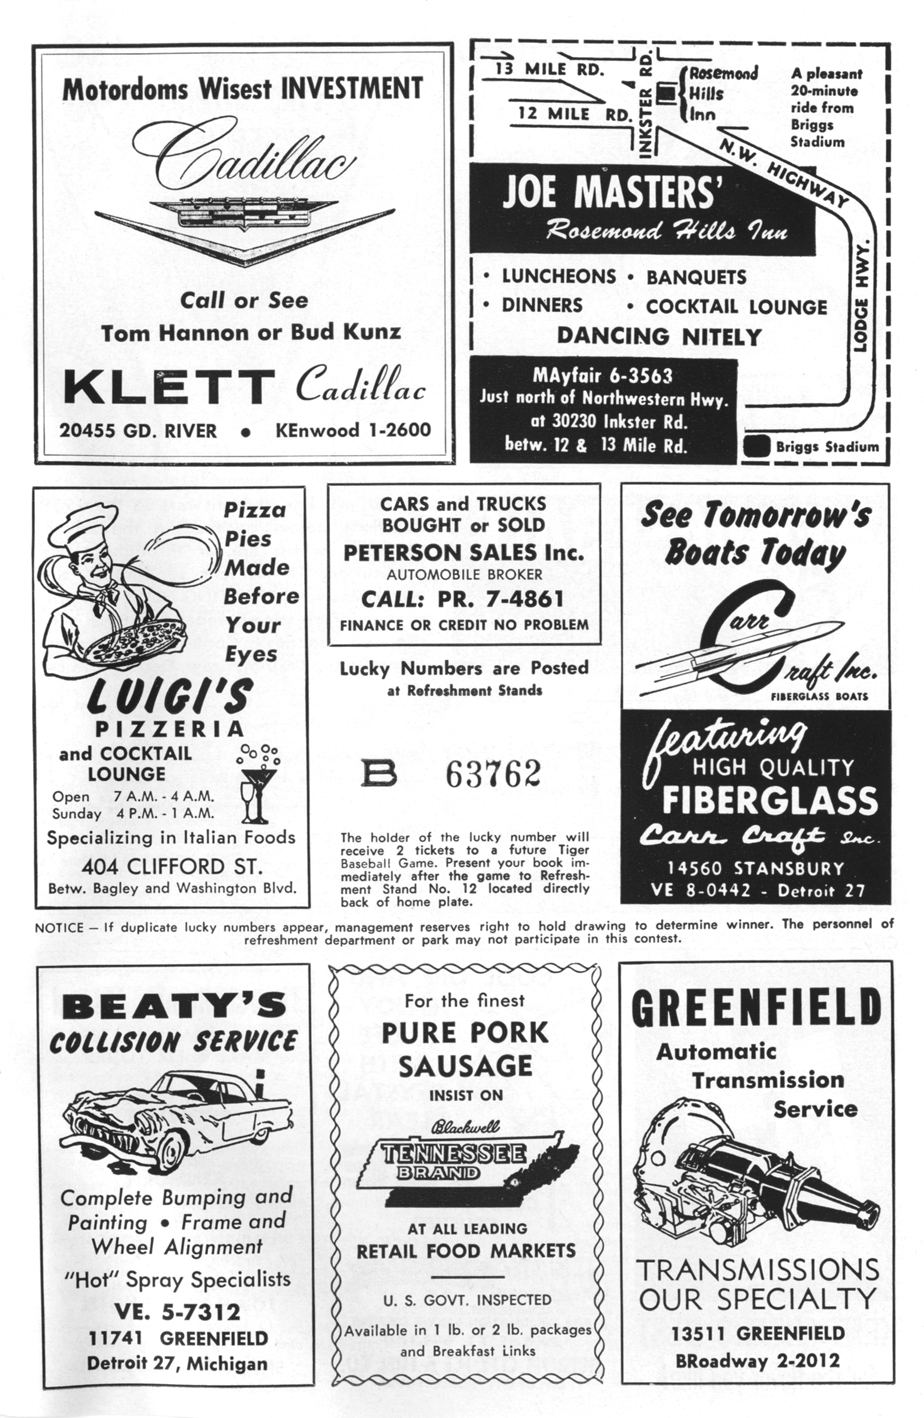 Motordoms Wisest INVESTMENT
Cadillac
Call or See
Tom Hannon or Bud Kunz
KLETT Cadillac
20455 GD. RIVER • KEnwood 1-2600
13 MILE RD.
12 MILE RD.
INKSTER RD.
Rosemond
Hills
Inn
A pleasant
20-minute
ride from
Briggs
Stadium
N.W. HIGHWAY
LODGE HWY.
JOE MASTERS'
Rosemond Hills Inn
• LUNCHEONS • BANQUETS
• DINNERS • COCKTAIL LOUNGE
DANCING NITELY
MAyfair 6-3563
Just north of Northwestern Hwy.
at 30230 Inkster Rd.
betw. 12 & 13 Mile Rd.
Briggs Stadium
Pizza
Pies
Made
Before
Your
Eyes
LUIGI'S
PIZZERIA
and COCKTAIL
LOUNGE
Open 7 A.M. - 4 A.M.
Sunday 4 P.M. - 1 A.M.
Specializing in Italian Foods
404 CLIFFORD ST.
Betw. Bagley and Washington Blvd.
CARS and TRUCKS
BOUGHT or SOLD
PETERSON SALES Inc.
AUTOMOBILE BROKER
CALL: PR. 7-4861
FINANCE OR CREDIT NO PROBLEM
Lucky Numbers are Posted
at Refreshment Stands
B 63762
The holder of the lucky number will
receive 2 tickets to a future Tiger
Baseball Game. Present your book im-
mediately after the game to Refresh-
ment Stand No. 12 located directly
back of home plate.
See Tomorrow's
Boats Today
Carr
Craft Inc.
FIBERGLASS BOATS
featuring
HIGH QUALITY
FIBERGLASS
Carr Craft Inc.
14560 STANSBURY
VE 8-0442 - Detroit 27
NOTICE — If duplicate lucky numbers appear, management reserves right to hold drawing to determine winner. The personnel of
refreshment department or park may not participate in this contest.
BEATY'S
COLLISION SERVICE
Complete Bumping and
Painting • Frame and
Wheel Alignment
"Hot" Spray Specialists
VE. 5-7312
11741 GREENFIELD
Detroit 27, Michigan
For the finest
PURE PORK
SAUSAGE
INSIST ON
Blackwell
TENNESSEE
BRAND
AT ALL LEADING
RETAIL FOOD MARKETS
U. S. GOVT. INSPECTED
Available in 1 lb. or 2 lb. packages
and Breakfast Links
GREENFIELD
Automatic
Transmission
Service
TRANSMISSIONS
OUR SPECIALTY
13511 GREENFIELD
BRoadway 2-2012